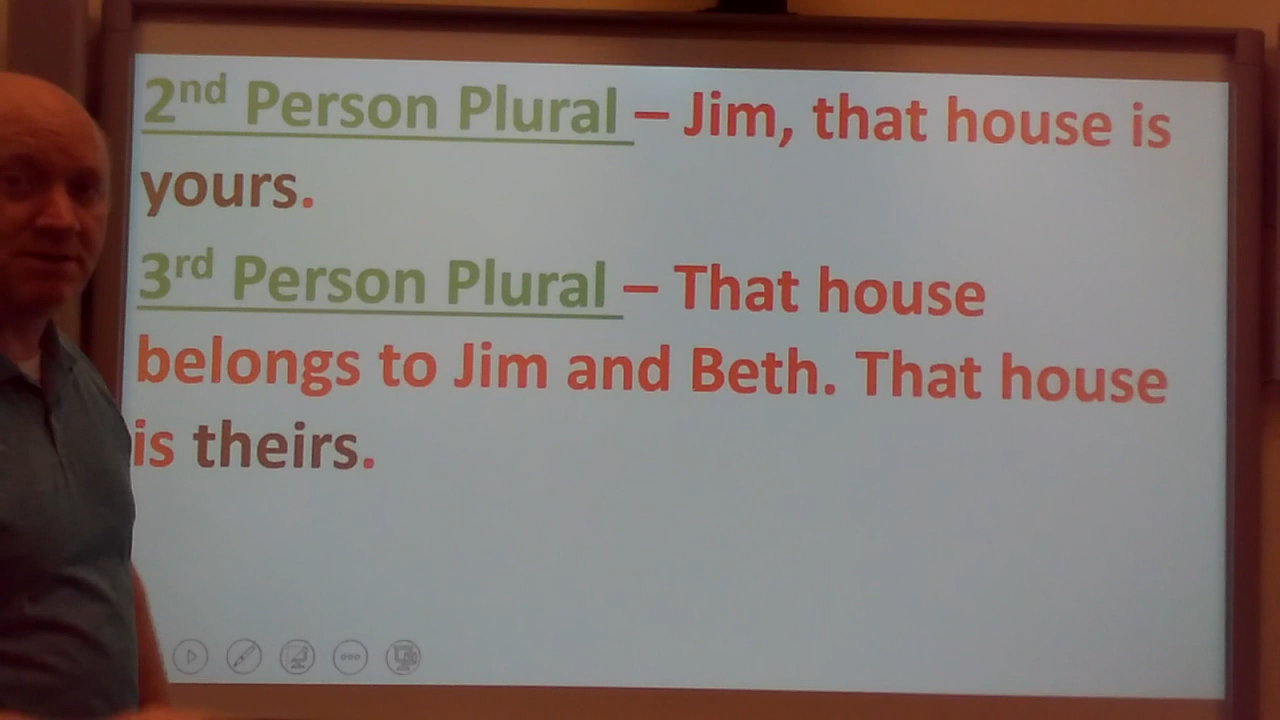 2nd Person Plural – Jim, that house is
yours.
3rd Person Plural – That house
belongs to Jim and Beth. That house
is theirs.